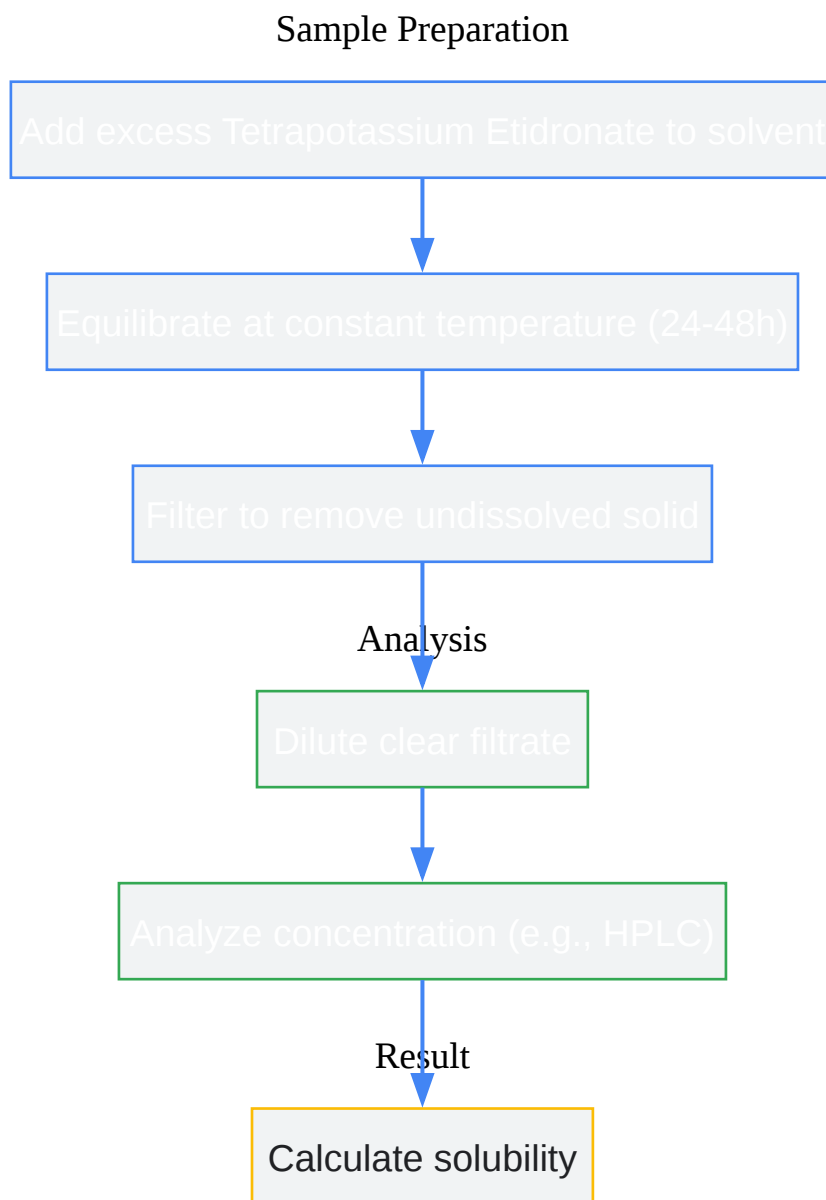 Sample Preparation
Add excess Tetrapotassium Etidronate to solvent
Equilibrate at constant temperature (24-48h)
Filter to remove undissolved solid
Analysis
Dilute clear filtrate
Analyze concentration (e.g., HPLC)
Result
Calculate solubility